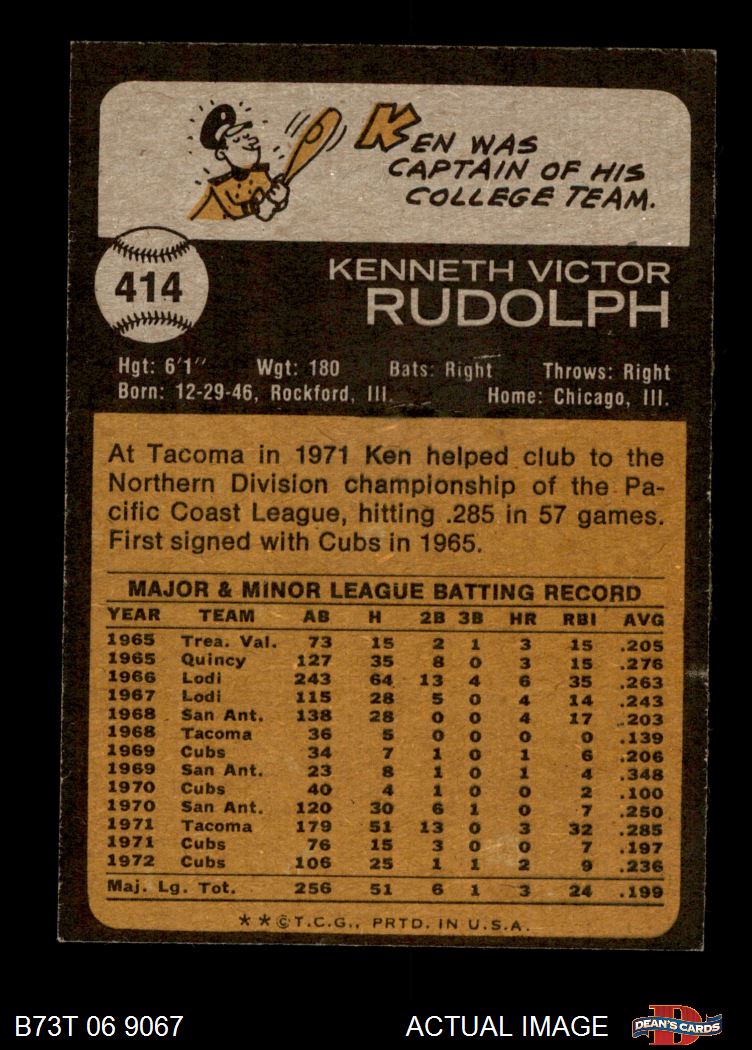 KEN WAS
CAPTAIN OF HIS
COLLEGE TEAM.
414
KENNETH VICTOR
RUDOLPH
Hgt: 6'1" Wgt: 180 Bats: Right Throws: Right
Born: 12-29-46, Rockford, Ill. Home: Chicago, Ill.
At Tacoma in 1971 Ken helped club to the
Northern Division championship of the Pa-
cific Coast League, hitting .285 in 57 games.
First signed with Cubs in 1965.
MAJOR & MINOR LEAGUE BATTING RECORD
YEAR TEAM AB H 2B 3B HR RBI AVG
1965 Trea. Val. 73 15 2 1 3 15 .205
1965 Quincy 127 35 8 0 3 15 .276
1966 Lodi 243 64 13 4 6 35 .263
1967 Lodi 115 28 5 0 4 14 .243
1968 San Ant. 138 28 0 0 4 17 .203
1968 Tacoma 36 5 0 0 0 0 .139
1969 Cubs 34 7 1 0 1 6 .206
1969 San Ant. 23 8 1 0 1 4 .348
1970 Cubs 40 4 1 0 0 2 .100
1970 San Ant. 120 30 6 1 0 7 .250
1971 Tacoma 179 51 13 0 3 32 .285
1971 Cubs 76 15 3 0 0 7 .197
1972 Cubs 106 25 1 1 2 9 .236
Maj. Lg. Tot. 256 51 6 1 3 24 .199
**©T.C.G., PRTD. IN U.S.A.
B73T 06 9067 ACTUAL IMAGE DEAN'S CARDS